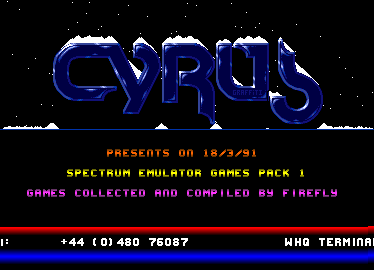 CYRUS
PRESENTS ON 18/3/91
SPECTRUM EMULATOR GAMES PACK 1
GAMES COLLECTED AND COMPILED BY FIREFLY
+44 (0)480 76087 WHQ TERMINA